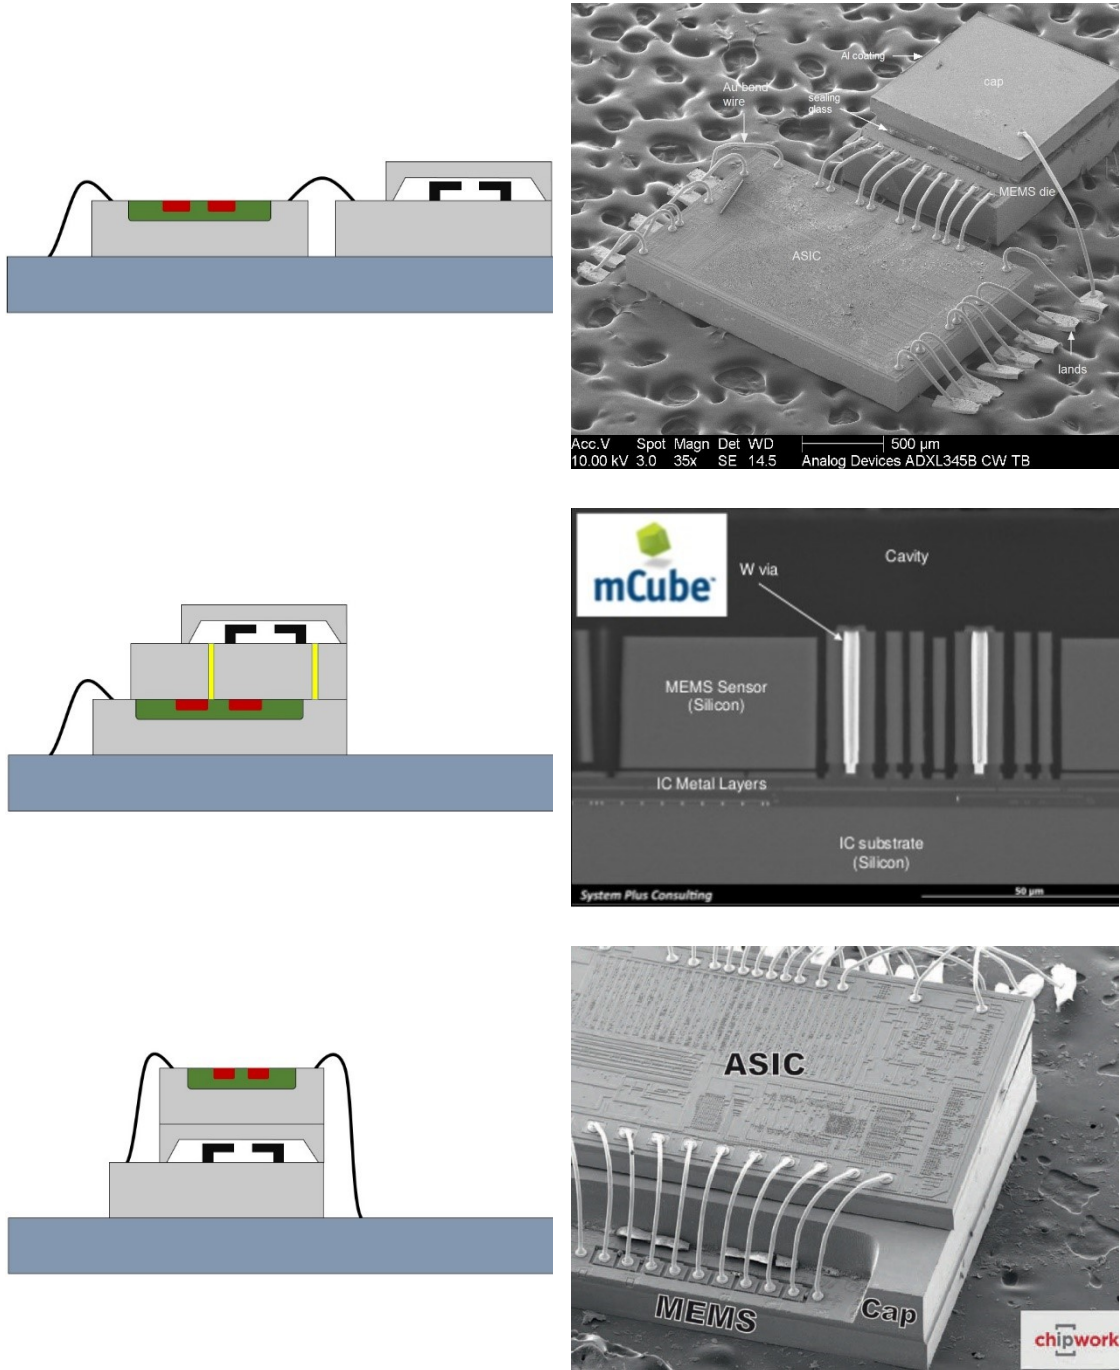 Al coating
cap
Au bond
wire
sealing
glass
MEMS die
ASIC
lands
Acc.V Spot Magn Det WD 500 µm
10.00 kV 3.0 35x SE 14.5 Analog Devices ADXL345B CW TB
mCube™
Cavity
W via
MEMS Sensor
(Silicon)
IC Metal Layers
IC substrate
(Silicon)
System Plus Consulting
50 µm
ASIC
MEMS
Cap
chipwork